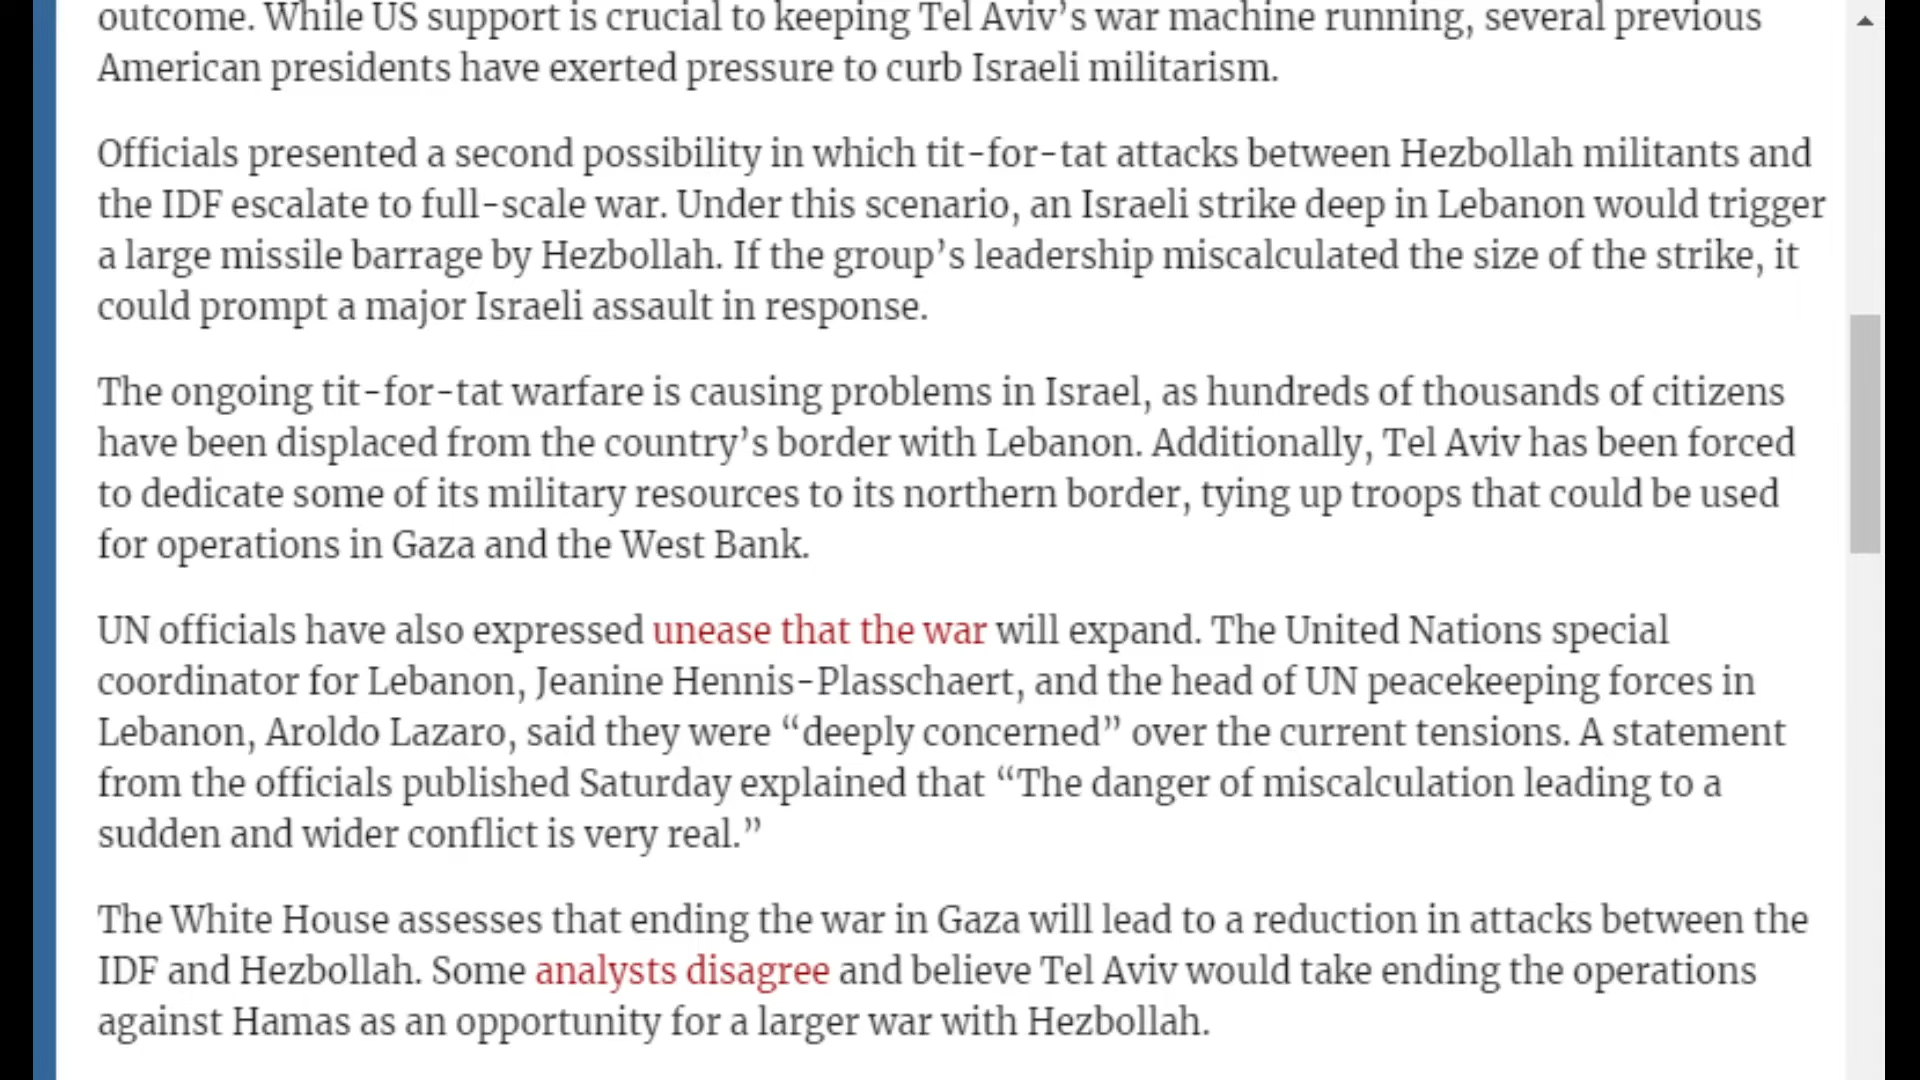 outcome. While US support is crucial to keeping Tel Aviv’s war machine running, several previous
American presidents have exerted pressure to curb Israeli militarism.
Officials presented a second possibility in which tit-for-tat attacks between Hezbollah militants and
the IDF escalate to full-scale war. Under this scenario, an Israeli strike deep in Lebanon would trigger
a large missile barrage by Hezbollah. If the group’s leadership miscalculated the size of the strike, it
could prompt a major Israeli assault in response.
The ongoing tit-for-tat warfare is causing problems in Israel, as hundreds of thousands of citizens
have been displaced from the country’s border with Lebanon. Additionally, Tel Aviv has been forced
to dedicate some of its military resources to its northern border, tying up troops that could be used
for operations in Gaza and the West Bank.
UN officials have also expressed unease that the war will expand. The United Nations special
coordinator for Lebanon, Jeanine Hennis-Plasschaert, and the head of UN peacekeeping forces in
Lebanon, Aroldo Lazaro, said they were “deeply concerned” over the current tensions. A statement
from the officials published Saturday explained that “The danger of miscalculation leading to a
sudden and wider conflict is very real.”
The White House assesses that ending the war in Gaza will lead to a reduction in attacks between the
IDF and Hezbollah. Some analysts disagree and believe Tel Aviv would take ending the operations
against Hamas as an opportunity for a larger war with Hezbollah.